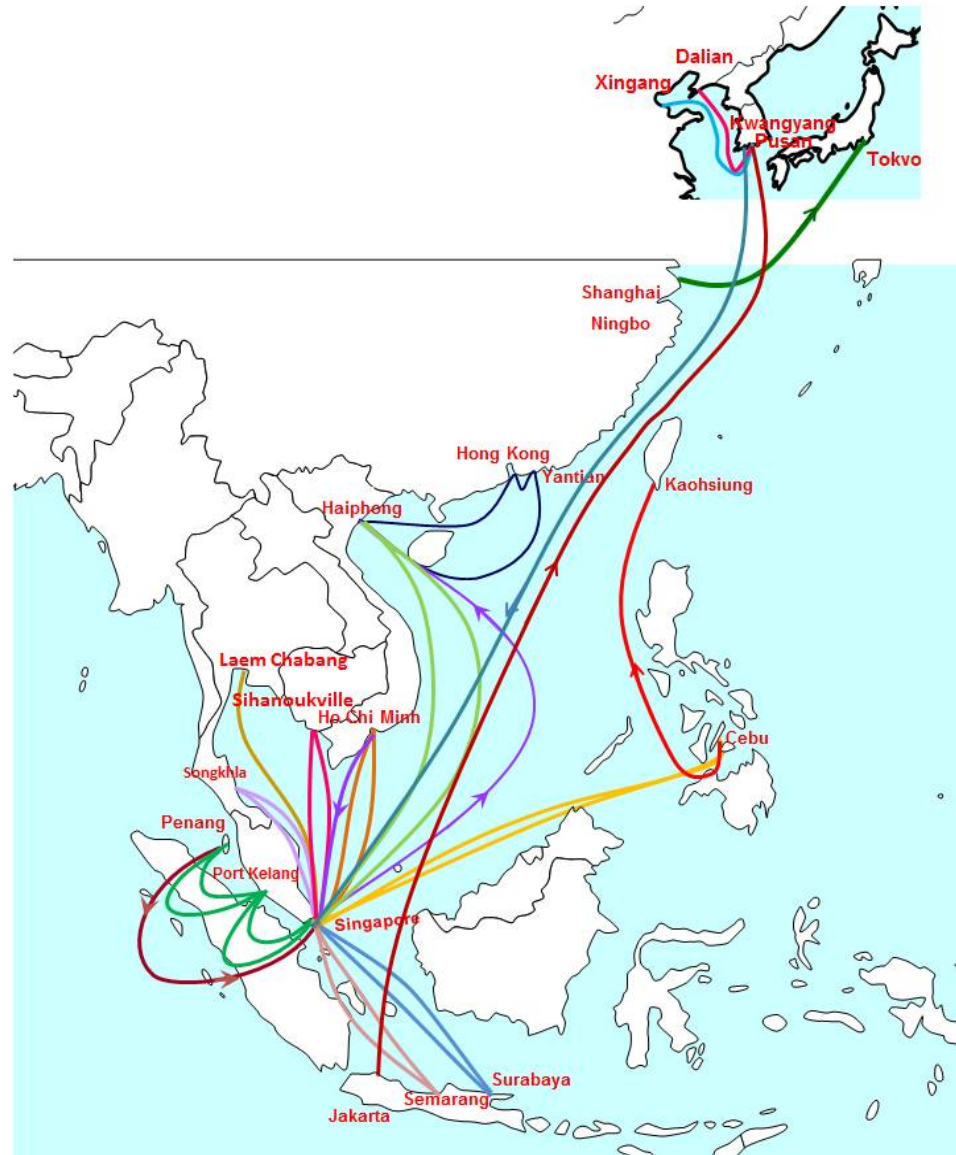 Dalian
Xingang
Kwangyang
Pusan
Tokvo
Shanghai
Ningbo
Hong Kong
Yantian
Kaohsiung
Haiphong
Laem Chabang
Sihanoukville
Ho Chi Minh
Cebu
Songkhla
Penang
Port Kelang
Singapore
Surabaya
Semarang
Jakarta